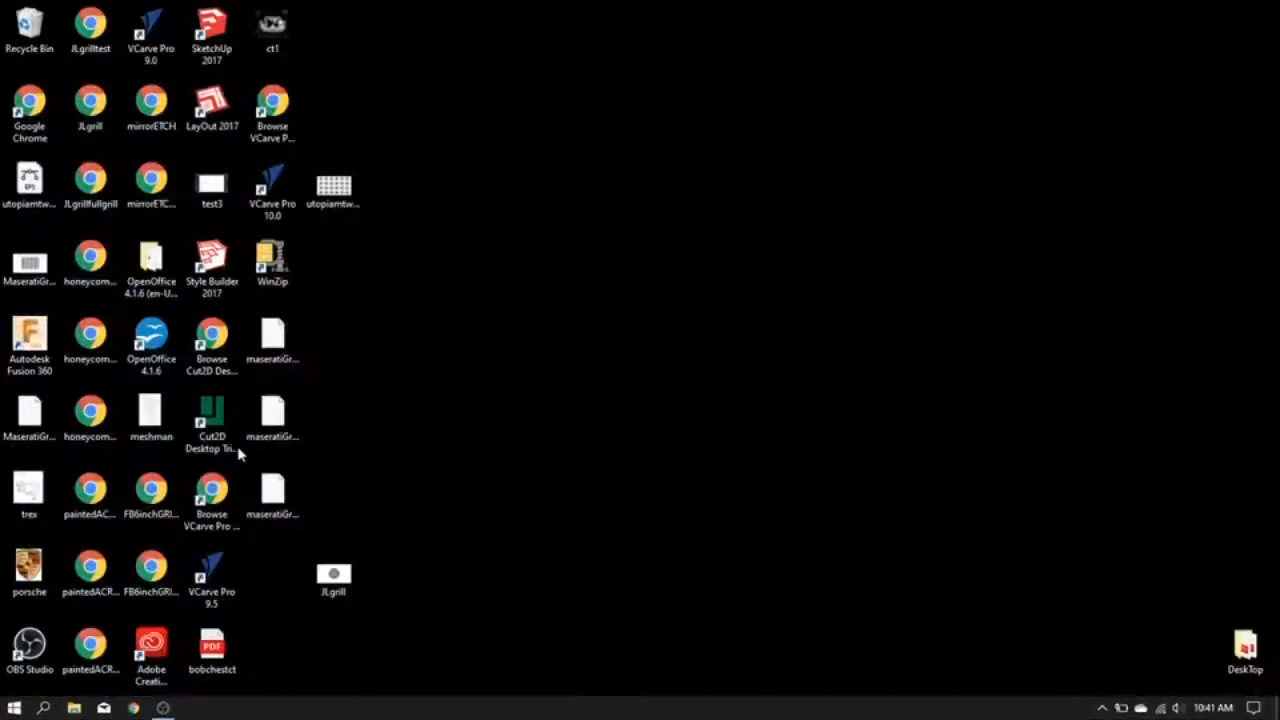 Recycle Bin
JLgrilltest
VCarve Pro
9.0
SketchUp
2017
ct1
Google
Chrome
JLgrill
mirrorETCH
LayOut 2017
Browse
VCarve P...
EPS
utopiamtw...
JLgrillfullgrill
mirrorETC...
test3
VCarve Pro
10.0
utopiamtw...
MaseratiGr...
honeycom...
OpenOffice
4.1.6 (en-U...
Style Builder
2017
WinZip
Autodesk
Fusion 360
honeycom...
OpenOffice
4.1.6
Browse
Cut2D Des...
maseratiGr...
MaseratiGr...
honeycom...
meshman
Cut2D
Desktop Tri...
maseratiGr...
trex
paintedAC...
FB6inchGRI...
Browse
VCarve Pro ...
maseratiGr...
porsche
paintedACR...
FB6inchGRI...
VCarve Pro
9.5
JLgrill
OBS Studio
paintedACR...
Adobe
Creati...
PDF
bobchestct
DeskTop
10:41 AM